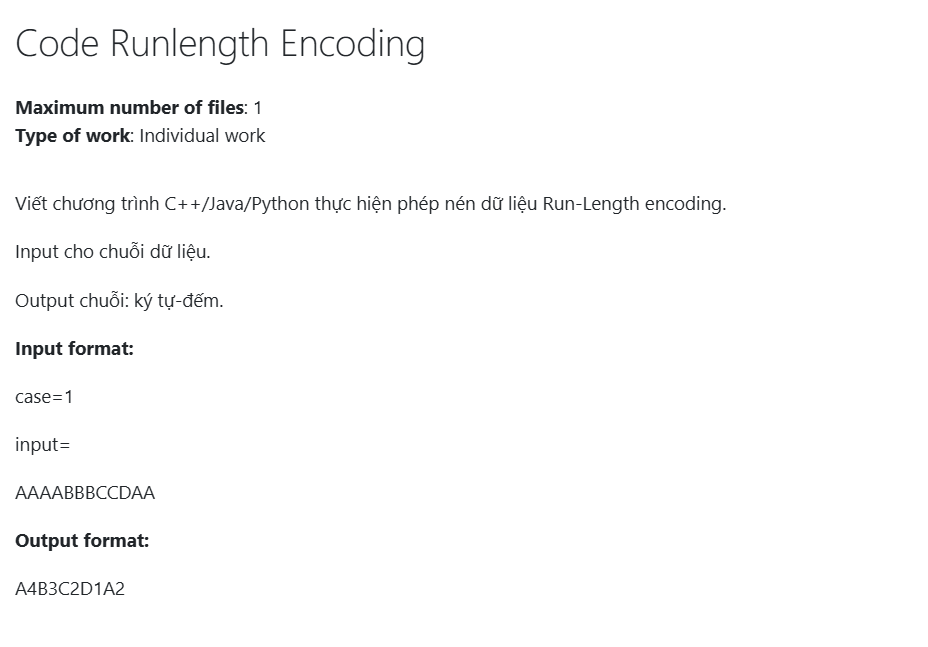 Code Runlength Encoding
Maximum number of files: 1
Type of work: Individual work
Viết chương trình C++/Java/Python thực hiện phép nén dữ liệu Run-Length encoding.
Input cho chuỗi dữ liệu.
Output chuỗi: ký tự-đếm.
Input format:
case=1
input=
AAAABBBCCDAA
Output format:
A4B3C2D1A2